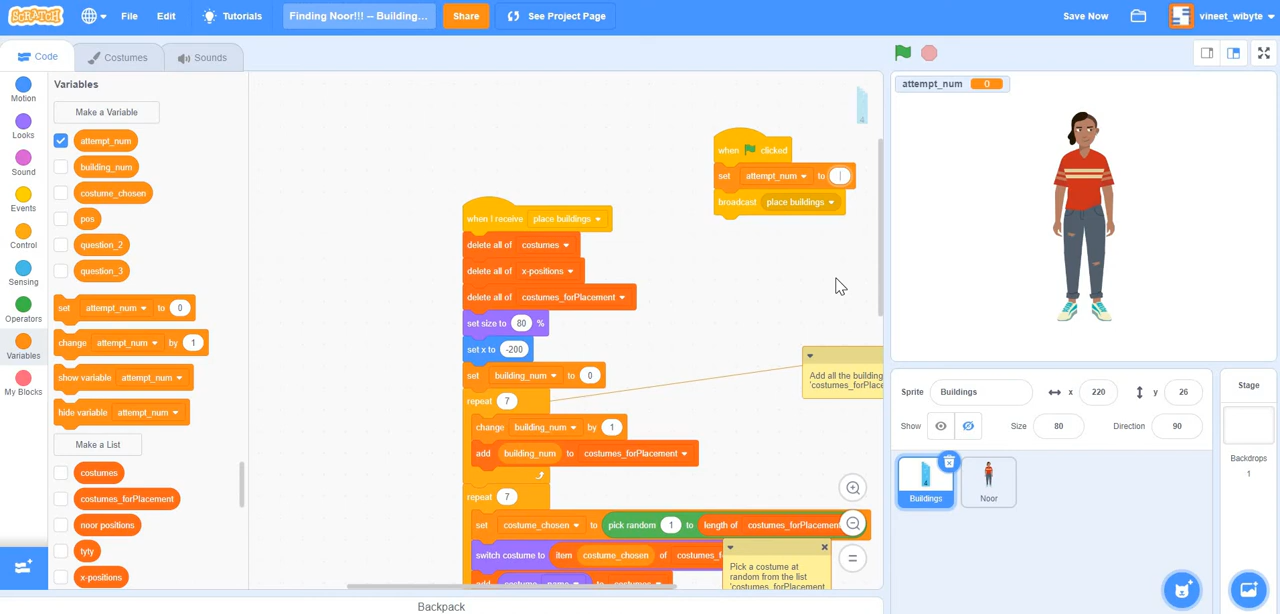 SCRATCH File Edit Tutorials Finding Noor!!! -- Building... Share See Project Page Save Now vineet_wibyte
Code Costumes Sounds
Motion
Looks
Sound
Events
Control
Sensing
Operators
Variables
My Blocks
Variables
Make a Variable
attempt_num
building_num
costume_chosen
pos
question_2
question_3
set attempt_num to 0
change attempt_num by 1
show variable attempt_num
hide variable attempt_num
Make a List
costumes
costumes_forPlacement
noor positions
tyty
x-positions
4
when clicked
set attempt_num to
broadcast place buildings
when I receive place buildings
delete all of costumes
delete all of x-positions
delete all of costumes_forPlacement
set size to 80 %
set x to -200
set building_num to 0
repeat 7
change building_num by 1
add building_num to costumes_forPlacement
repeat 7
set costume_chosen to pick random 1 to length of costumes_forPlacement
switch costume to item costume_chosen of costumes_f
add costume name to costumes
Add all the building
'costumes_forPlace
Pick a costume at
random from the list
'costumes_forPlacement
Backpack
attempt_num 0
Sprite Buildings x 220 y 26
Show Size 80 Direction 90
Buildings
Noor
Stage
Backdrops
1